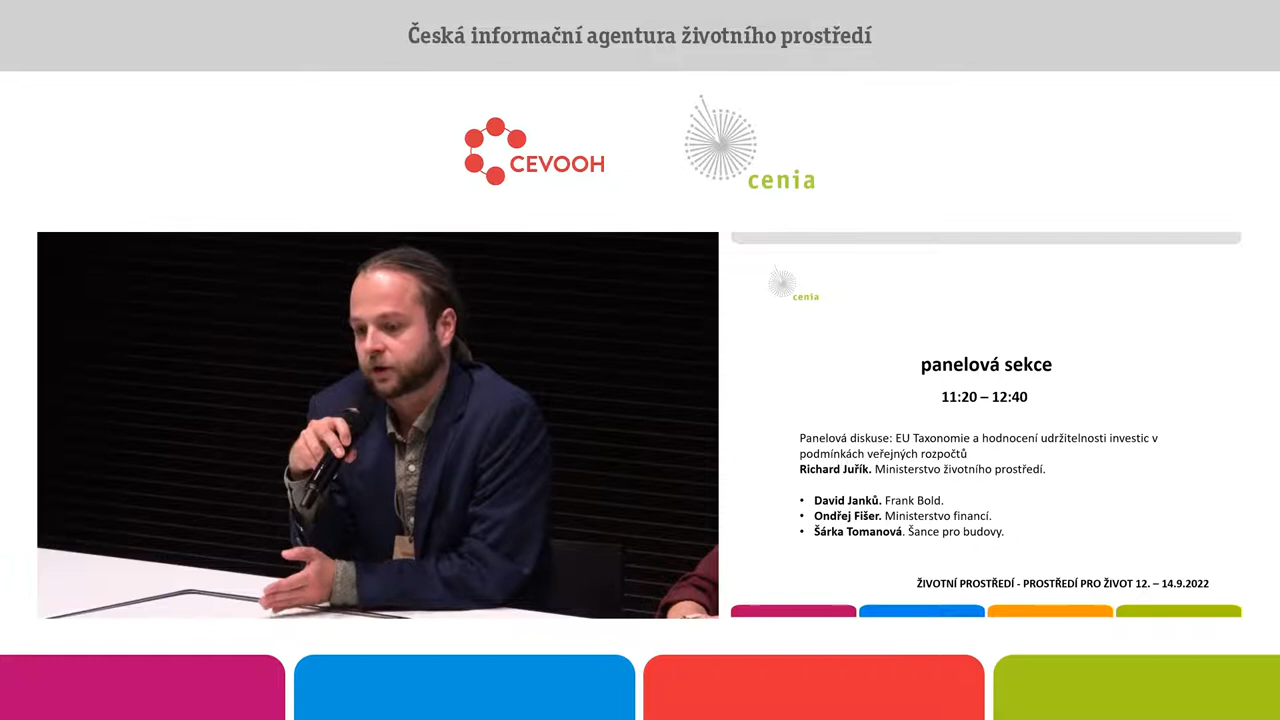 Česká informační agentura životního prostředí
CEVOOH
cenia
cenia
panelová sekce
11:20 – 12:40
Panelová diskuse: EU Taxonomie a hodnocení udržitelnosti investic v
podmínkách veřejných rozpočtů
Richard Juřík. Ministerstvo životního prostředí.
• David Janků. Frank Bold.
• Ondřej Fišer. Ministerstvo financí.
• Šárka Tomanová. Šance pro budovy.
ŽIVOTNÍ PROSTŘEDÍ - PROSTŘEDÍ PRO ŽIVOT 12. – 14.9.2022